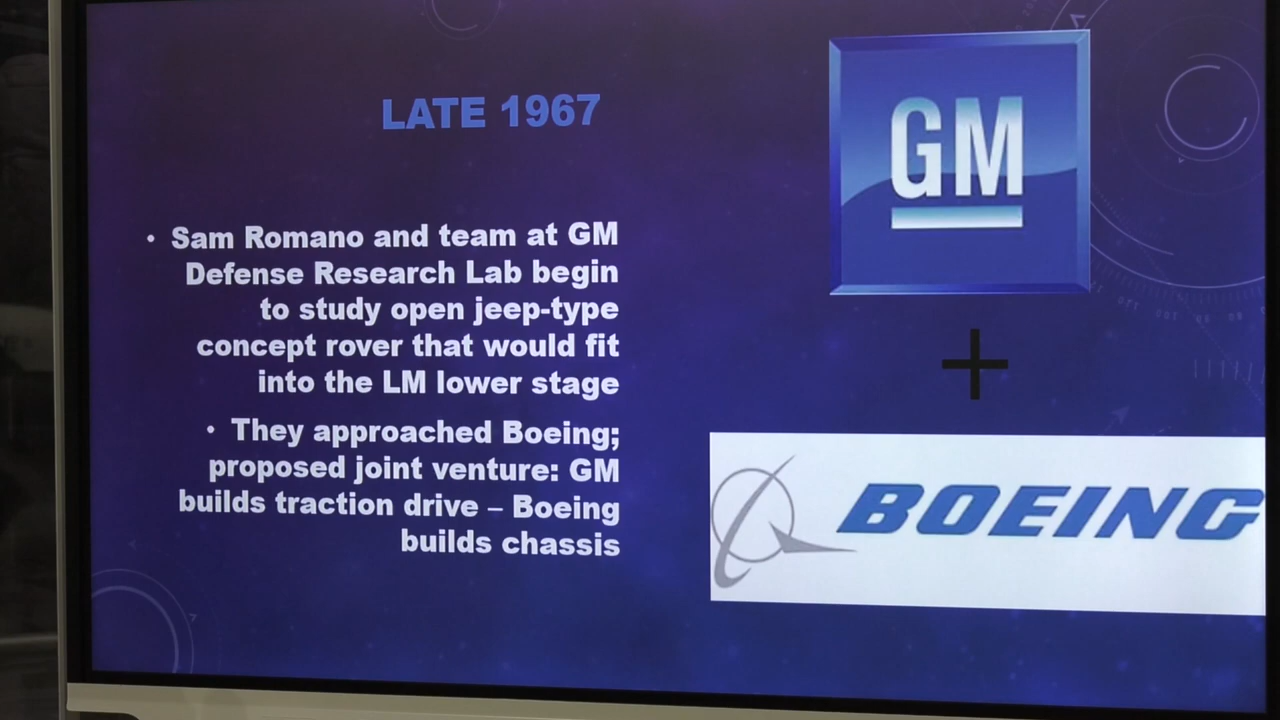 LATE 1967
• Sam Romano and team at GM
Defense Research Lab begin
to study open jeep-type
concept rover that would fit
into the LM lower stage
• They approached Boeing;
proposed joint venture: GM
builds traction drive – Boeing
builds chassis
GM
+
BOEING